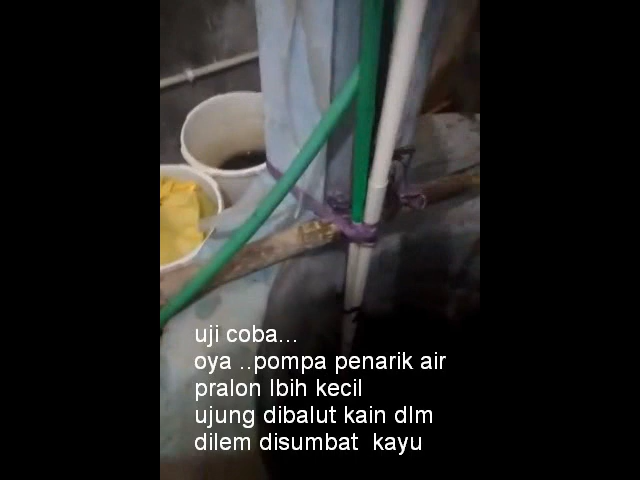 uji coba...
oya ..pompa penarik air
pralon lbih kecil
ujung dibalut kain dlm
dilem disumbat  kayu